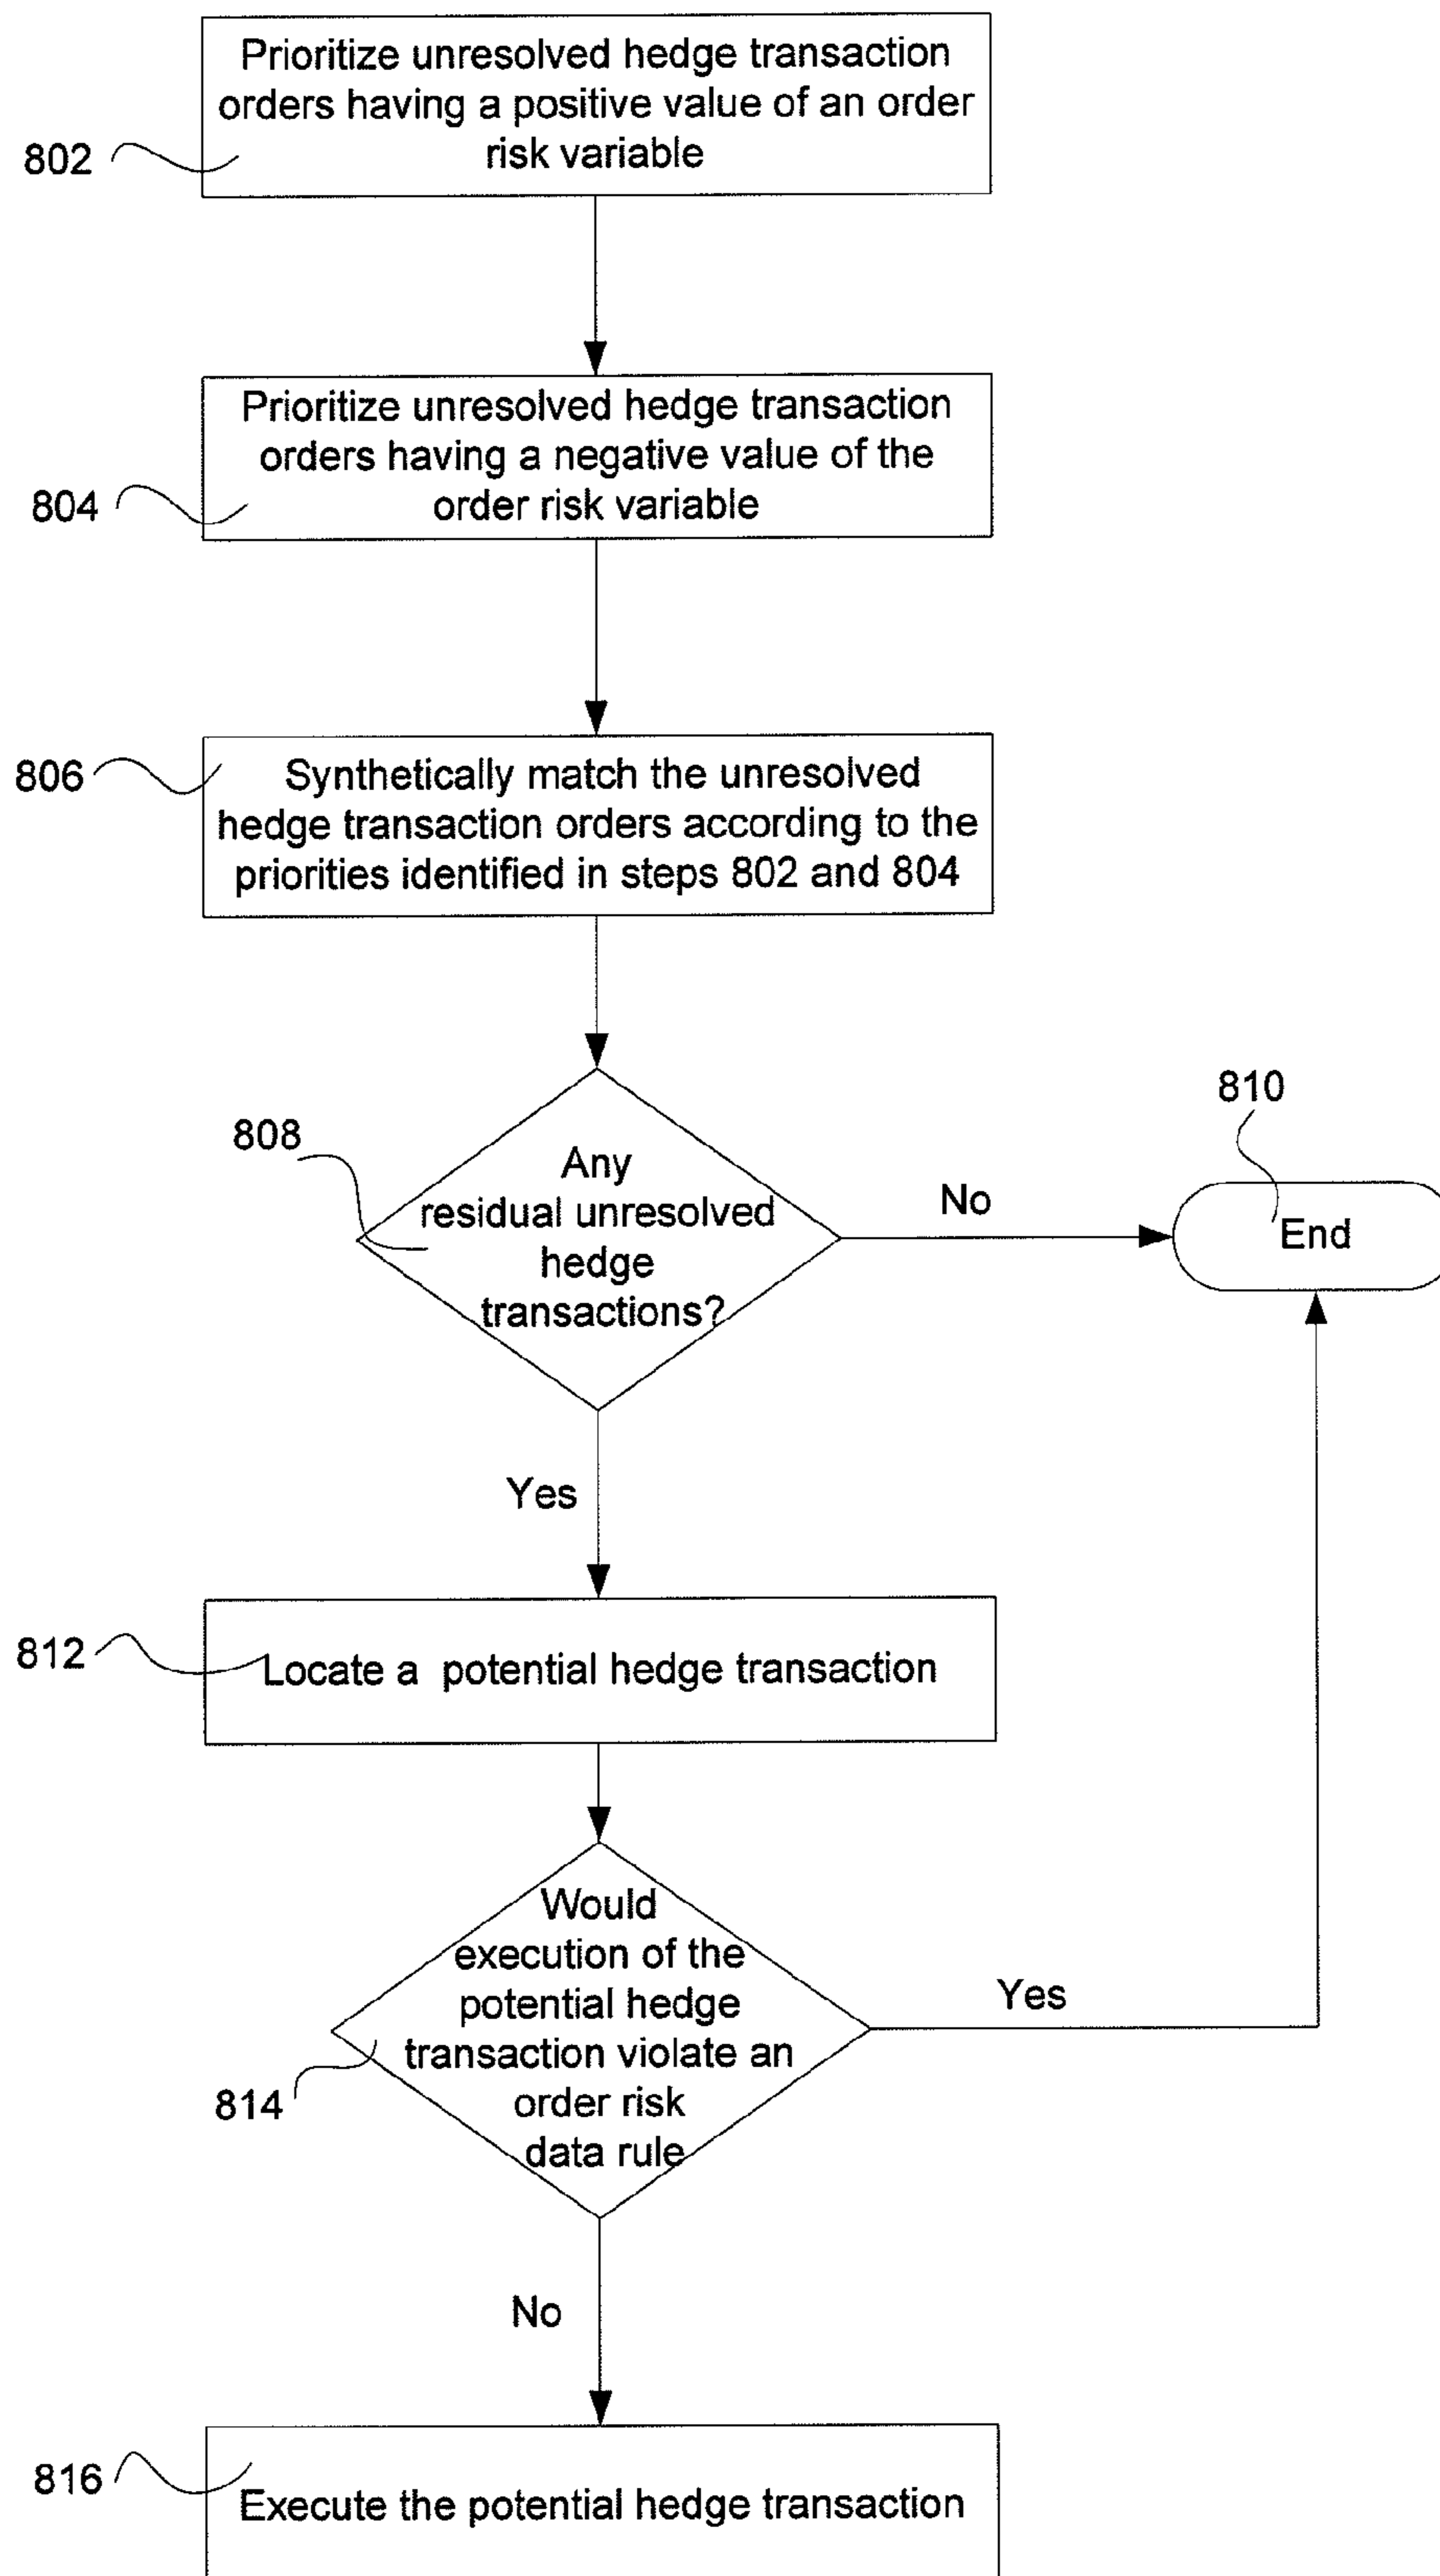 Prioritize unresolved hedge transaction
orders having a positive value of an order
risk variable
802
Prioritize unresolved hedge transaction
orders having a negative value of the
order risk variable
804
806
Synthetically match the unresolved
hedge transaction orders according to the
priorities identified in steps 802 and 804
808
Any
residual unresolved
hedge
transactions?
No
810
End
Yes
812
Locate a potential hedge transaction
Would
execution of the
potential hedge
transaction violate an
order risk
data rule
Yes
814
No
816
Execute the potential hedge transaction